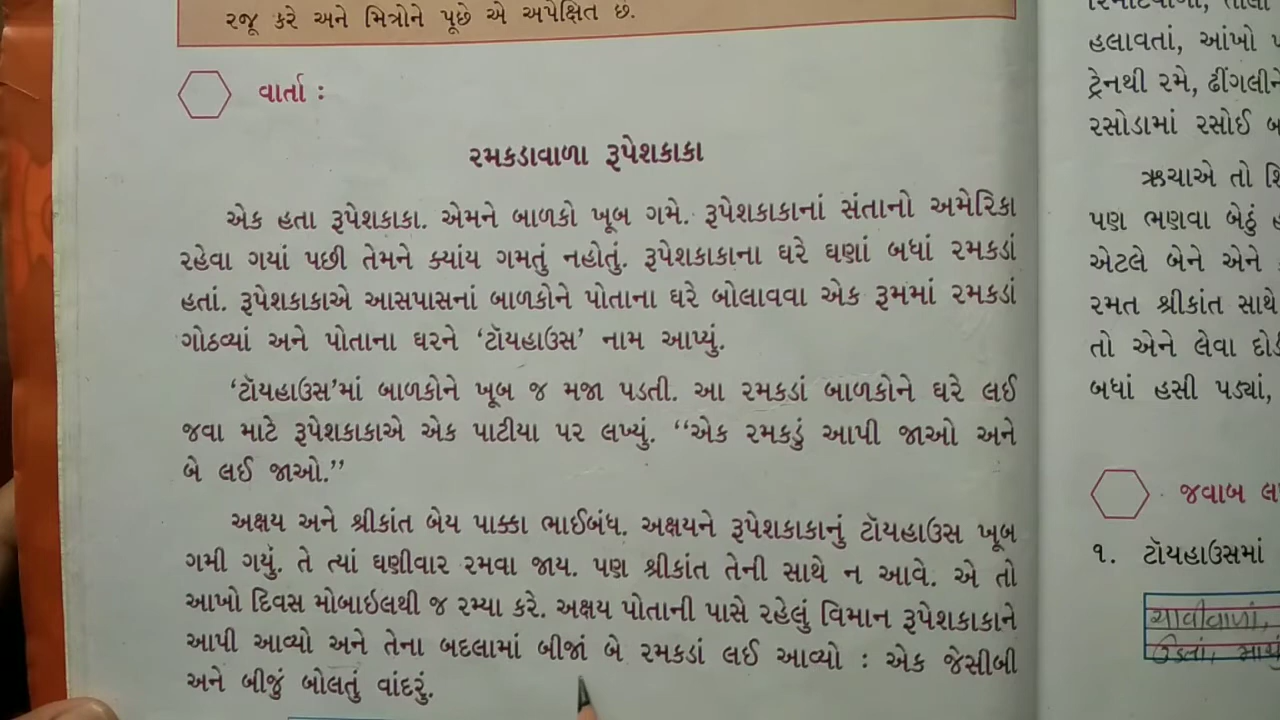 રજૂ કરે અને મિત્રોને પૂછે એ અપેક્ષિત છે.
વાર્તા :
રમકડાવાળા રૂપેશકાકા
એક હતા રૂપેશકાકા. એમને બાળકો ખૂબ ગમે. રૂપેશકાકાનાં સંતાનો અમેરિકા
રહેવા ગયાં પછી તેમને ક્યાંય ગમતું નહોતું. રૂપેશકાકાના ઘરે ઘણાં બધાં રમકડાં
હતાં. રૂપેશકાકાએ આસપાસનાં બાળકોને પોતાના ઘરે બોલાવવા એક રૂમમાં રમકડાં
ગોઠવ્યાં અને પોતાના ઘરને ‘ટૉયહાઉસ’ નામ આપ્યું.
‘ટૉયહાઉસ’માં બાળકોને ખૂબ જ મજા પડતી. આ રમકડાં બાળકોને ઘરે લઈ
જવા માટે રૂપેશકાકાએ એક પાટીયા પર લખ્યું. “એક રમકડું આપી જાઓ અને
બે લઈ જાઓ.”
અક્ષય અને શ્રીકાંત બેય પાક્કા ભાઈબંધ. અક્ષયને રૂપેશકાકાનું ટૉયહાઉસ ખૂબ
ગમી ગયું. તે ત્યાં ઘણીવાર રમવા જાય. પણ શ્રીકાંત તેની સાથે ન આવે. એ તો
આખો દિવસ મોબાઇલથી જ રમ્યા કરે. અક્ષય પોતાની પાસે રહેલું વિમાન રૂપેશકાકાને
આપી આવ્યો અને તેના બદલામાં બીજાં બે રમકડાં લઈ આવ્યો : એક જેસીબી
અને બીજું બોલતું વાંદરું.
હલાવતાં, આંખો
ટ્રેનથી રમે, ઢીંગલીને
રસોડામાં રસોઈ
ઋચાએ તો
પણ ભણવા બેઠું
એટલે બેને એને
રમત શ્રીકાંત સાથે
તો એને લેવા
બધાં હસી પડ્યાં,
જવાબ
૧. ટૉયહાઉસમાં
ચાવીવાળાં,
ઉડતાં,